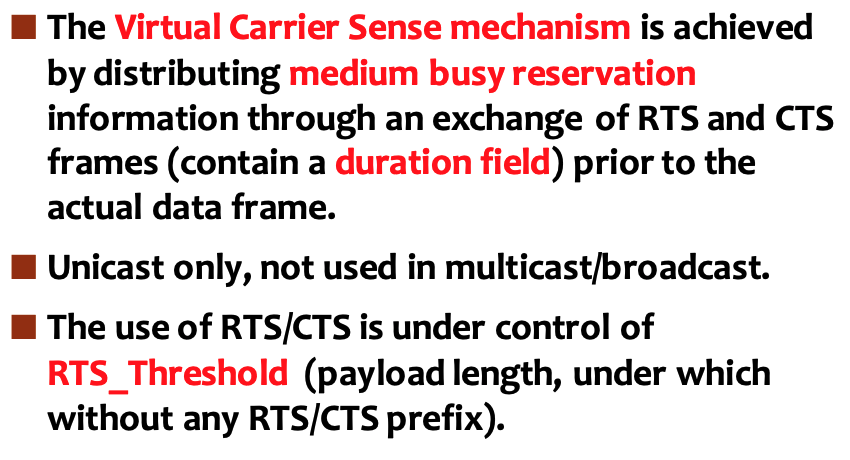 ■ The Virtual Carrier Sense mechanism is achieved
by distributing medium busy reservation
information through an exchange of RTS and CTS
frames (contain a duration field) prior to the
actual data frame.
■ Unicast only, not used in multicast/broadcast.
■ The use of RTS/CTS is under control of
RTS_Threshold (payload length, under which
without any RTS/CTS prefix).